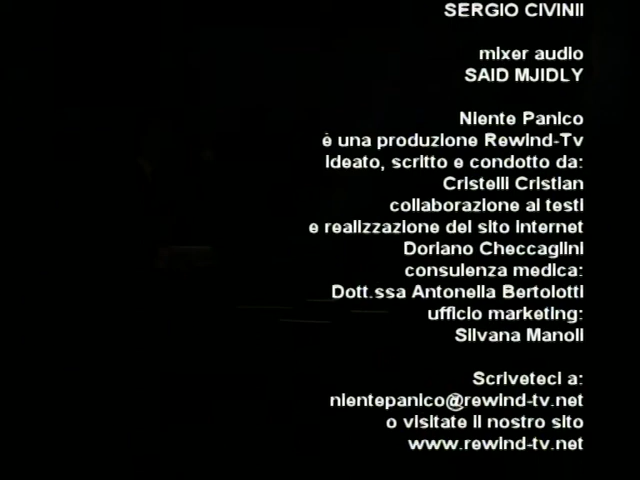 SERGIO CIVINII
mixer audio
SAID MJIDLY
Niente Panico
è una produzione Rewind-Tv
ideato, scritto e condotto da:
Cristelli Cristian
collaborazione ai testi
e realizzazione del sito internet
Doriano Checcaglini
consulenza medica:
Dott.ssa Antonella Bertolotti
ufficio marketing:
Silvana Manoli
Scriveteci a:
nientepanico@rewind-tv.net
o visitate il nostro sito
www.rewind-tv.net